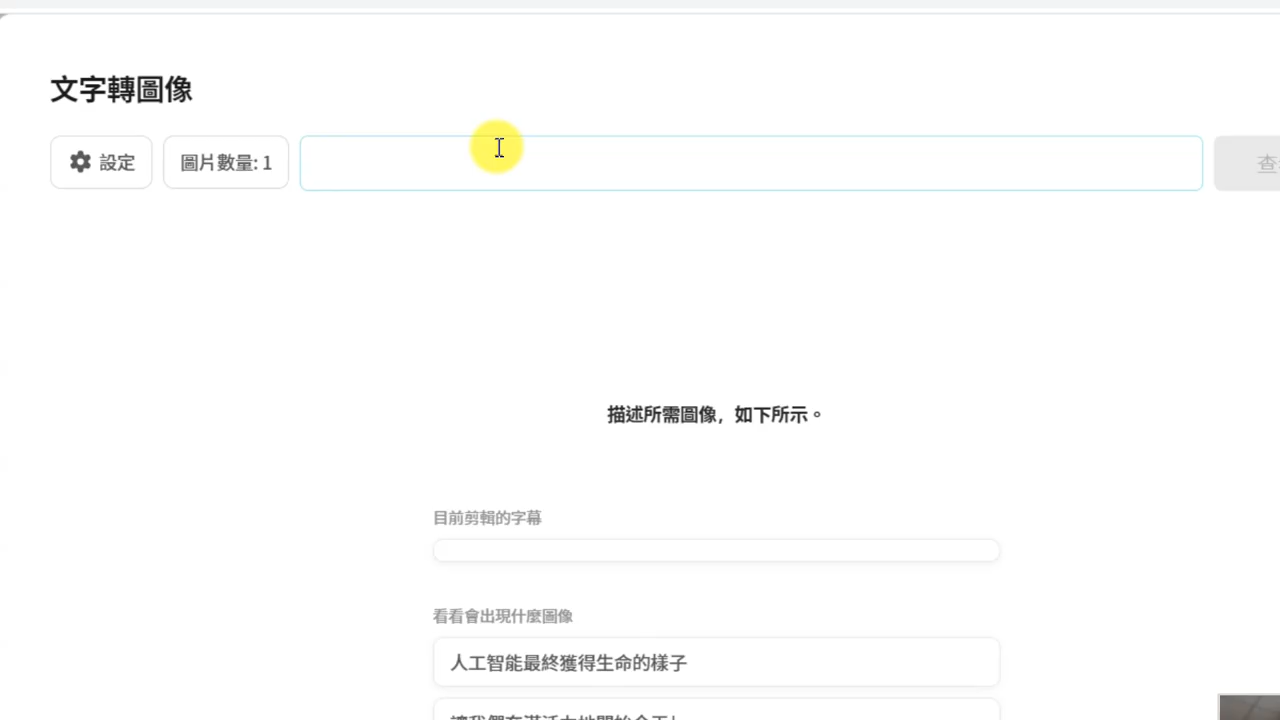 文字轉圖像
設定
圖片數量: 1
查
描述所需圖像，如下所示。
目前剪輯的字幕
看看會出現什麼圖像
人工智能最終獲得生命的樣子